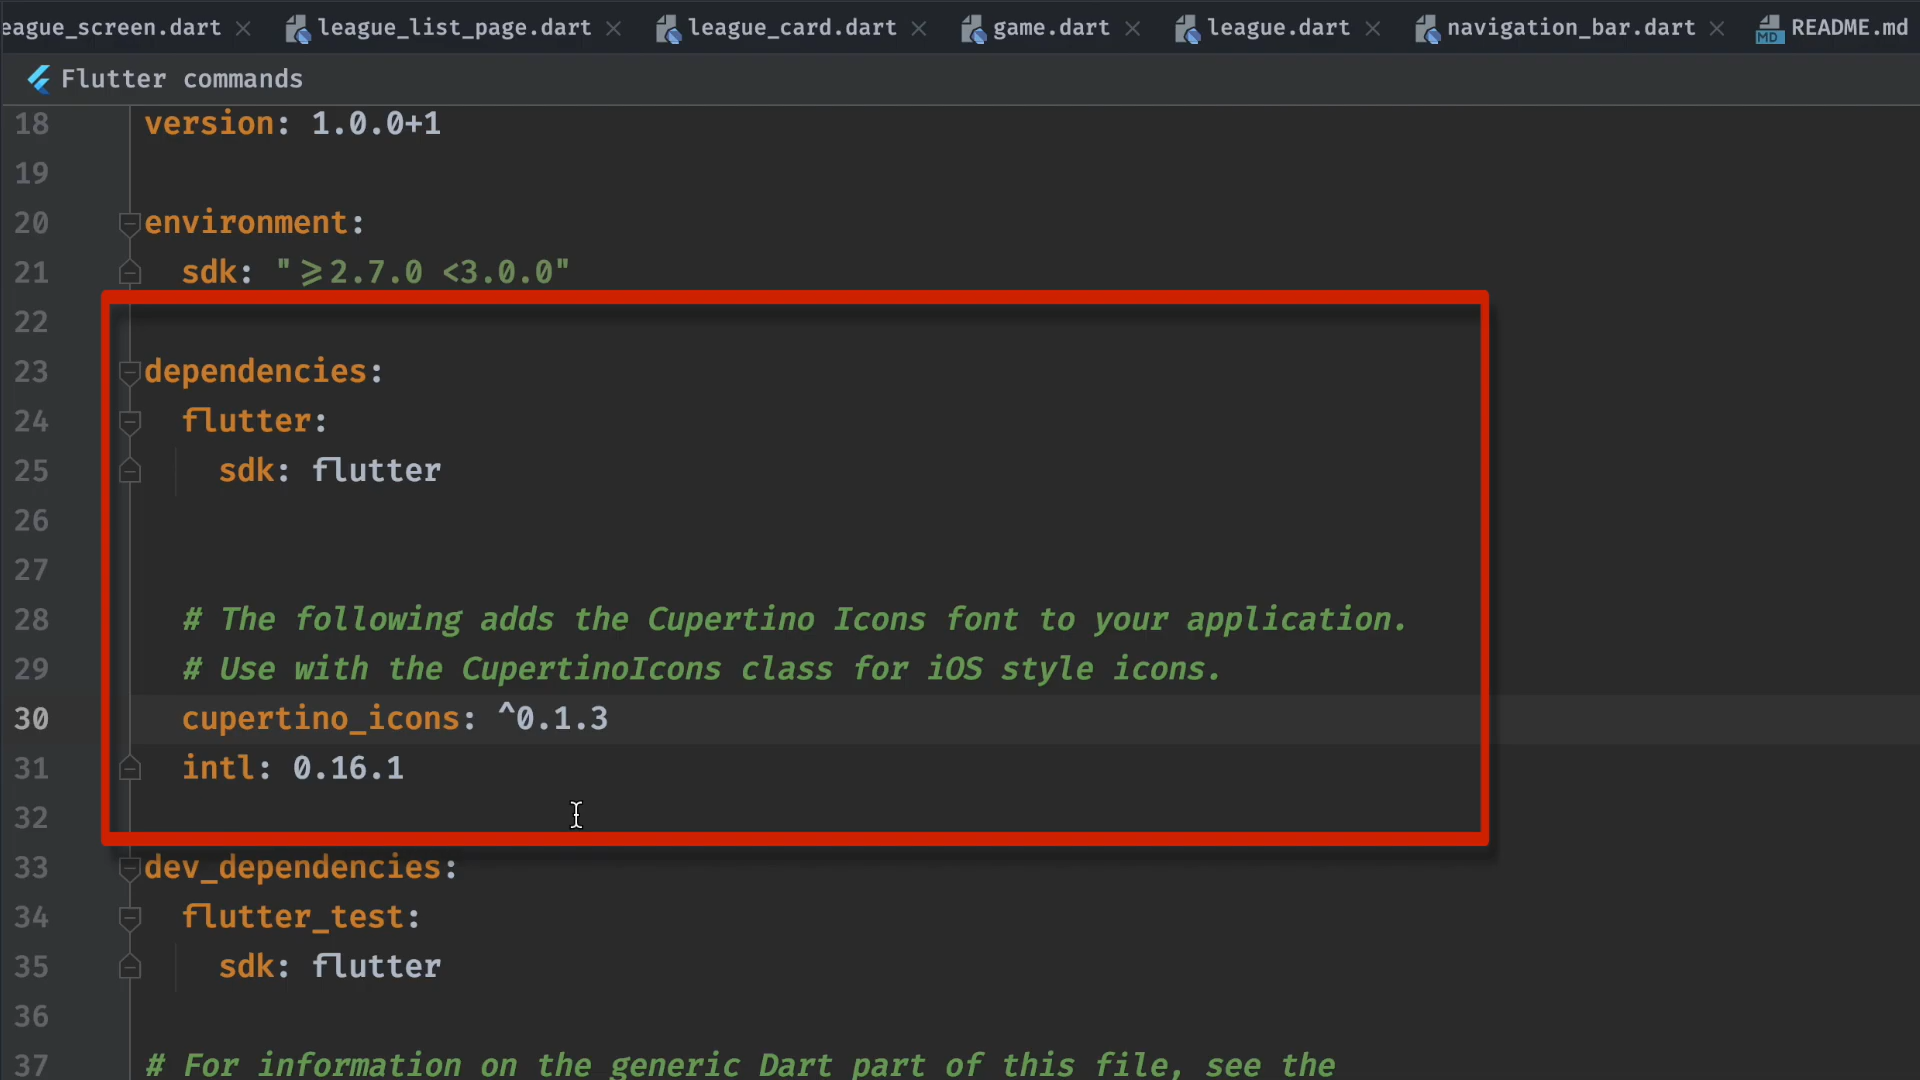 eague_screen.dart league_list_page.dart league_card.dart game.dart league.dart navigation_bar.dart MD README.md
Flutter commands
18 version: 1.0.0+1
19
20 environment:
21 sdk: ">=2.7.0 <3.0.0"
22
23 dependencies:
24 flutter:
25 sdk: flutter
26
27
28 # The following adds the Cupertino Icons font to your application.
29 # Use with the CupertinoIcons class for iOS style icons.
30 cupertino_icons: ^0.1.3
31 intl: 0.16.1
32
33 dev_dependencies:
34 flutter_test:
35 sdk: flutter
36
37 # For information on the generic Dart part of this file, see the